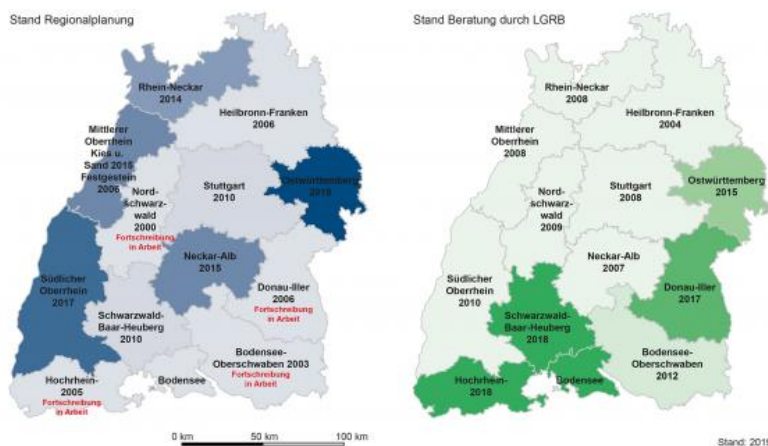 Stand Regionalplanung
Rhein-Neckar
2014
Heilbronn-Franken
2006
Mittlerer
Oberrhein
Kies u.
Sand 2015
Festgestein
2006
Nord-
schwarz-
wald
2000
Fortschreibung
in Arbeit
Stuttgart
2010
Ostwürttemberg
Neckar-Alb
2015
Südlicher
Oberrhein
2017
Donau-Iller
2006
Fortschreibung
in Arbeit
Schwarzwald-
Baar-Heuberg
2010
Bodensee-
Oberschwaben 2003
Fortschreibung
in Arbeit
Hochrhein-
2005
Fortschreibung
in Arbeit
Bodensee
0 km 50 km 100 km
Stand Beratung durch LGRB
Rhein-Neckar
2008
Heilbronn-Franken
2004
Mittlerer
Oberrhein
2008
Nord-
schwarz-
wald
2009
Stuttgart
2008
Ostwürttemberg
2015
Neckar-Alb
2007
Südlicher
Oberrhein
2010
Donau-Iller
2017
Schwarzwald-
Baar-Heuberg
2018
Bodensee-
Oberschwaben
2012
Hochrhein-
2018
Bodensee
Stand: 2019